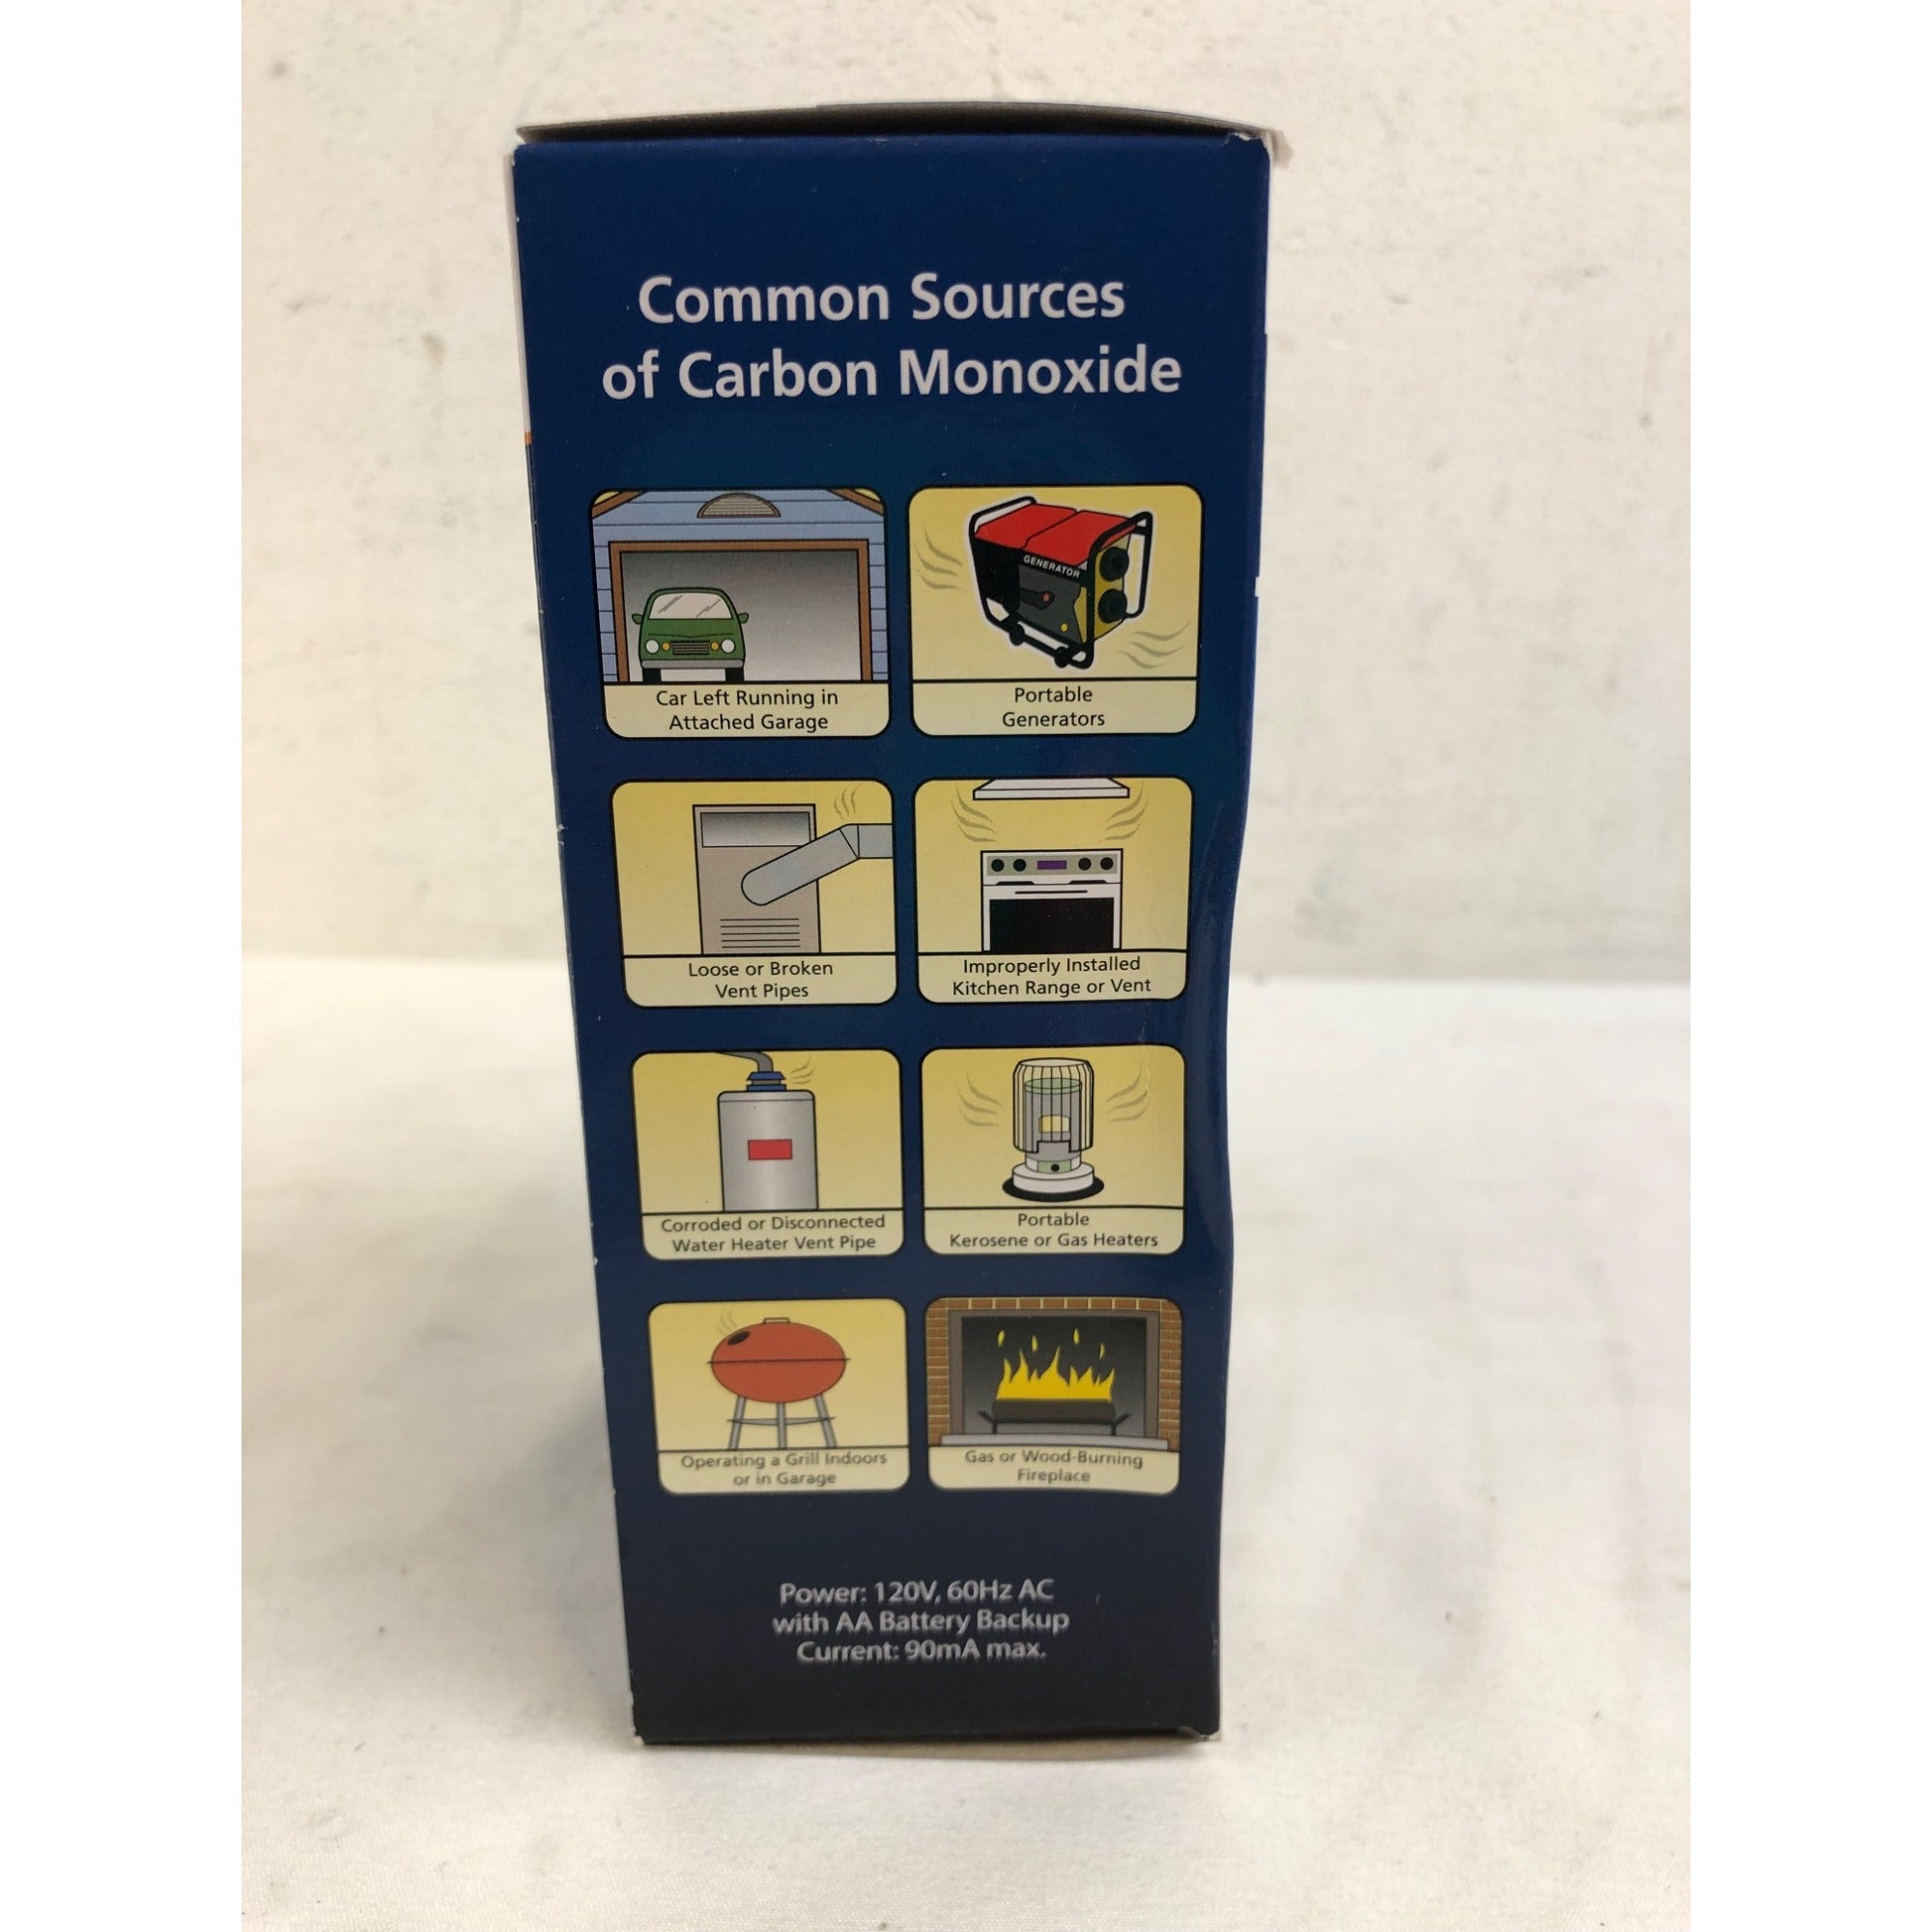 Common Sources
of Carbon Monoxide
GENERATOR
Car Left Running in
Attached Garage
Portable
Generators
Loose or Broken
Vent Pipes
Improperly Installed
Kitchen Range or Vent
Corroded or Disconnected
Water Heater Vent Pipe
Portable
Kerosene or Gas Heaters
Operating a Grill Indoors
or in Garage
Gas or Wood-Burning
Fireplace
Power: 120V, 60Hz AC
with AA Battery Backup
Current: 90mA max.